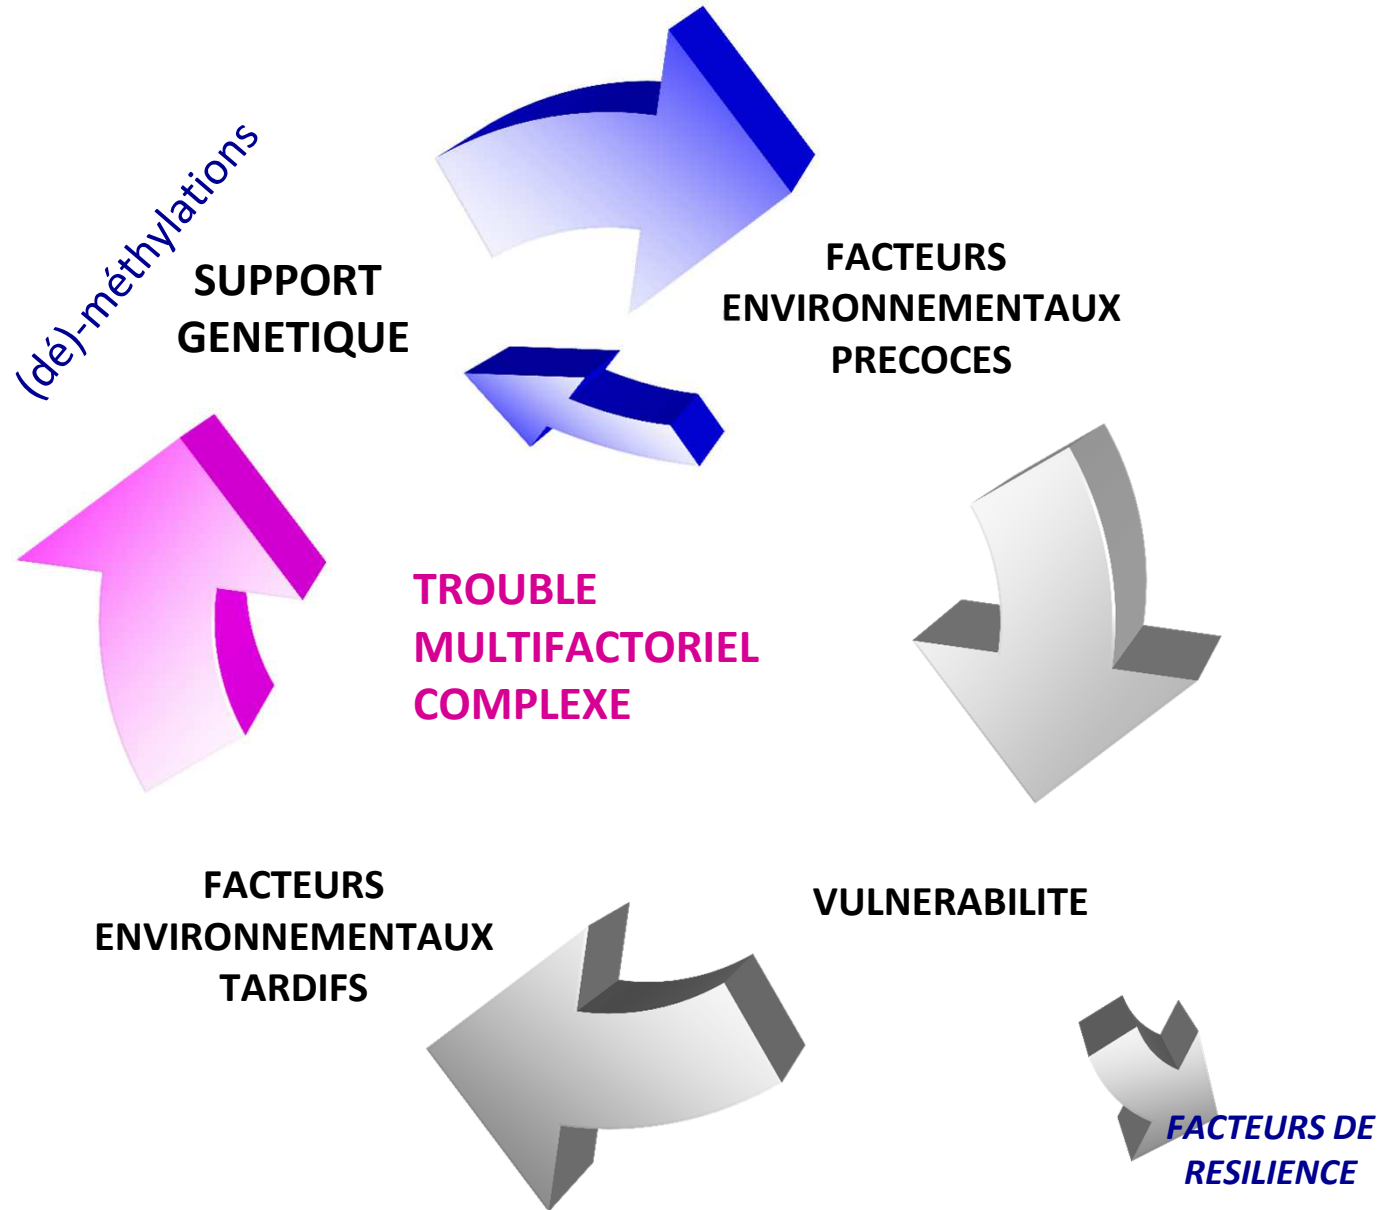 (dé)-méthylations
SUPPORT
GENETIQUE
FACTEURS
ENVIRONNEMENTAUX
PRECOCES
TROUBLE
MULTIFACTORIEL
COMPLEXE
FACTEURS
ENVIRONNEMENTAUX
TARDIFS
VULNERABILITE
FACTEURS DE
RESILIENCE